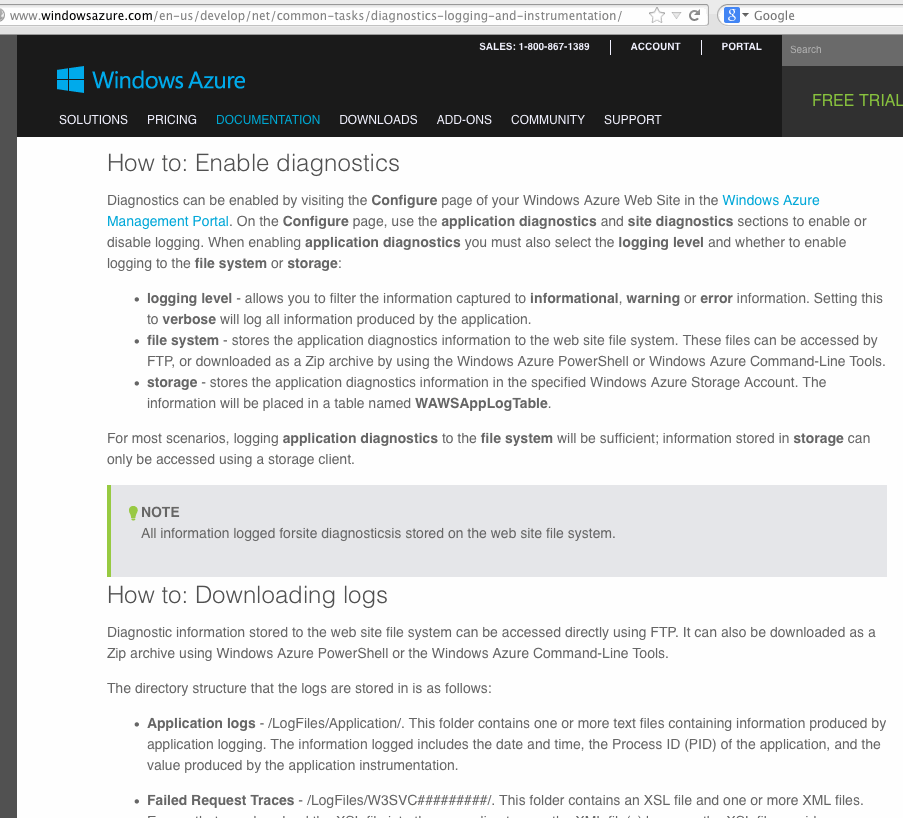 www.windowsazure.com/en-us/develop/net/common-tasks/diagnostics-logging-and-instrumentation/
Google
SALES: 1-800-867-1389
ACCOUNT
PORTAL
Search
Windows Azure
FREE TRIAL
SOLUTIONS PRICING DOCUMENTATION DOWNLOADS ADD-ONS COMMUNITY SUPPORT
How to: Enable diagnostics
Diagnostics can be enabled by visiting the Configure page of your Windows Azure Web Site in the Windows Azure
Management Portal. On the Configure page, use the application diagnostics and site diagnostics sections to enable or
disable logging. When enabling application diagnostics you must also select the logging level and whether to enable
logging to the file system or storage:
• logging level - allows you to filter the information captured to informational, warning or error information. Setting this
to verbose will log all information produced by the application.
• file system - stores the application diagnostics information to the web site file system. These files can be accessed by
FTP, or downloaded as a Zip archive by using the Windows Azure PowerShell or Windows Azure Command-Line Tools.
• storage - stores the application diagnostics information in the specified Windows Azure Storage Account. The
information will be placed in a table named WAWSAppLogTable.
For most scenarios, logging application diagnostics to the file system will be sufficient; information stored in storage can
only be accessed using a storage client.
NOTE
All information logged forsite diagnosticsis stored on the web site file system.
How to: Downloading logs
Diagnostic information stored to the web site file system can be accessed directly using FTP. It can also be downloaded as a
Zip archive using Windows Azure PowerShell or the Windows Azure Command-Line Tools.
The directory structure that the logs are stored in is as follows:
• Application logs - /LogFiles/Application/. This folder contains one or more text files containing information produced by
application logging. The information logged includes the date and time, the Process ID (PID) of the application, and the
value produced by the application instrumentation.
• Failed Request Traces - /LogFiles/W3SVC#########/. This folder contains an XSL file and one or more XML files.